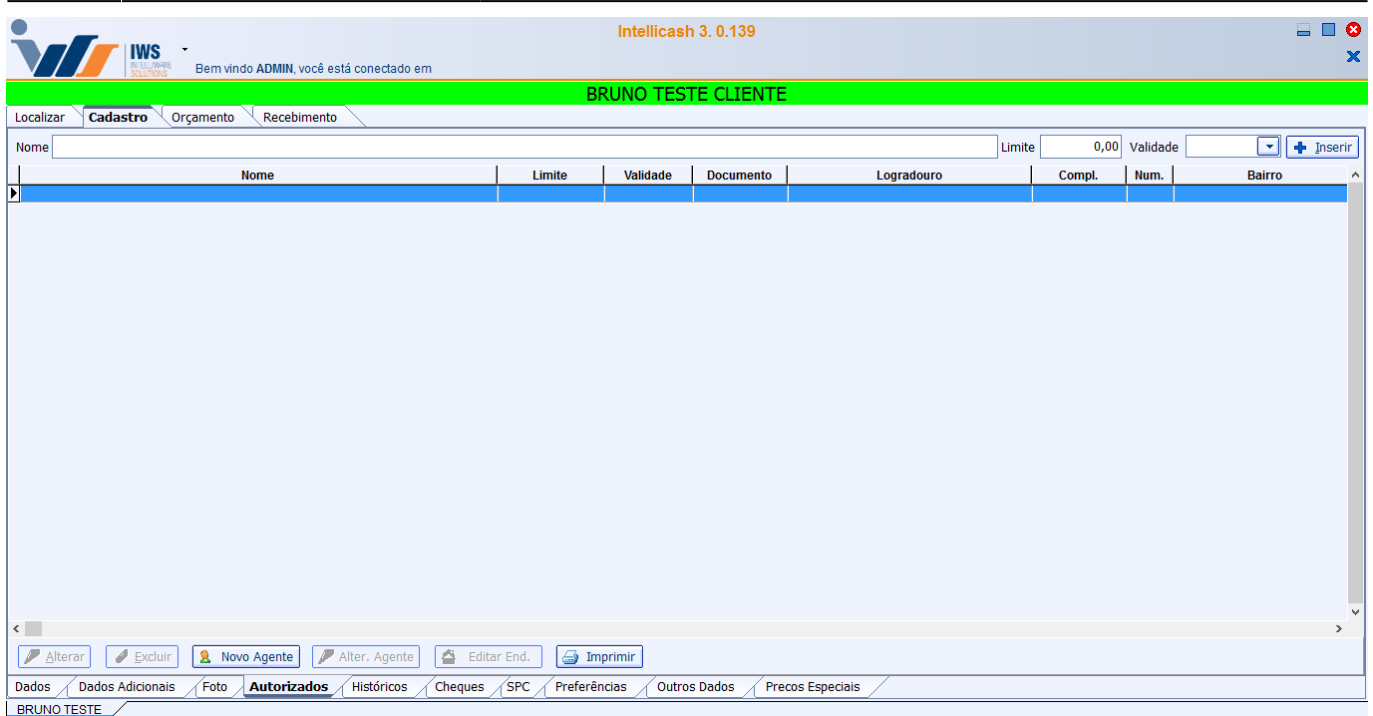 Intellicash 3. 0.139
IWS
INTELLIWARE
SOLUTIONS
Bem vindo ADMIN, você está conectado em
BRUNO TESTE CLIENTE
Localizar Cadastro Orçamento Recebimento
Nome Limite 0,00 Validade Inserir
Nome Limite Validade Documento Logradouro Compl. Num. Bairro
Alterar Excluir Novo Agente Alter. Agente Editar End. Imprimir
Dados Dados Adicionais Foto Autorizados Históricos Cheques SPC Preferências Outros Dados Precos Especiais
BRUNO TESTE